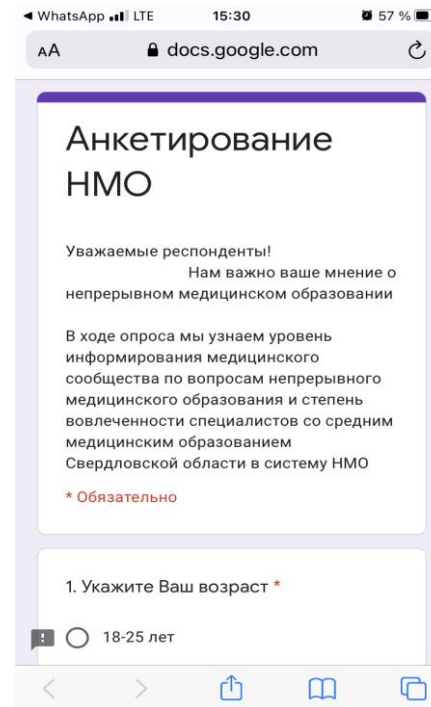 WhatsApp LTE 15:30 57 %
AA docs.google.com
Анкетирование
НМО
Уважаемые респонденты!
Нам важно ваше мнение о
непрерывном медицинском образовании
В ходе опроса мы узнаем уровень
информирования медицинского
сообщества по вопросам непрерывного
медицинского образования и степень
вовлеченности специалистов со средним
медицинским образованием
Свердловской области в систему НМО
* Обязательно
1. Укажите Ваш возраст *
18-25 лет